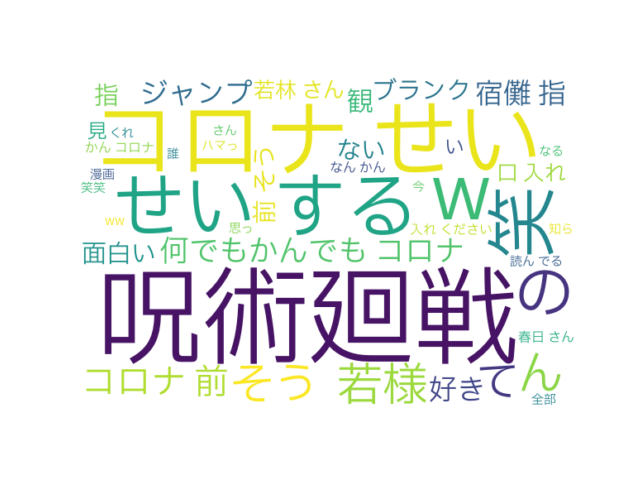 指 ジャンプ 若林 さん 観 ブランク 宿儺 指
見 くれ コロナ せい
かん コロナ 誰 さん ハマっ ない い なる
漫画 せい する 前 そう なん かん w 口 入れ
笑笑 今 笑
ww 思っ 入れ ください 知ら
面白い 何でもかんでも コロナ 読ん でる
呪術廻戦 の
春日 さん
コロナ 前 そう 若様 好き て ん
全部